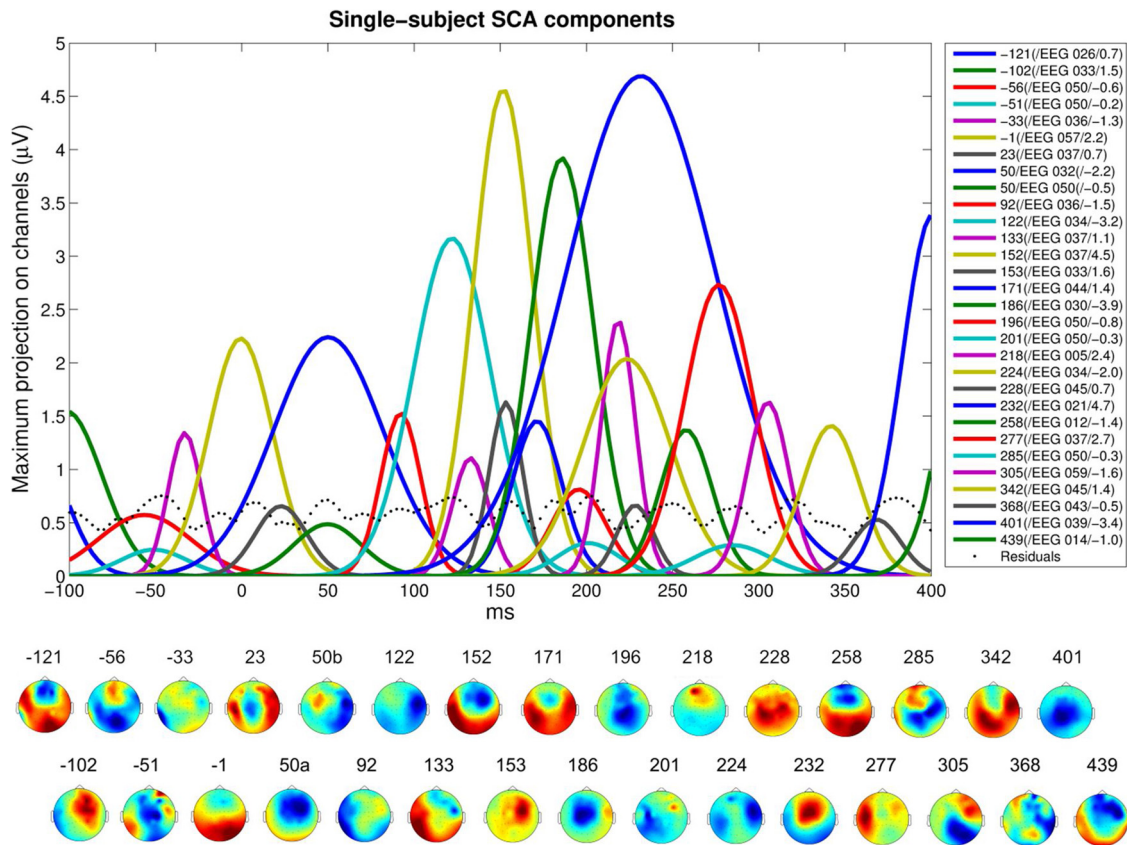 Single-subject SCA components
Maximum projection on channels (μV)
5
4.5
4
3.5
3
2.5
2
1.5
1
0.5
0
-100 -50 0 50 100 150 200 250 300 350 400
ms
-121(/EEG 026/0.7)
-102(/EEG 033/1.5)
-56(/EEG 050/-0.6)
-51(/EEG 050/-0.2)
-33(/EEG 036/-1.3)
-1(/EEG 057/2.2)
23(/EEG 037/0.7)
50/EEG 032(/-2.2)
50/EEG 050(/-0.5)
92(/EEG 036/-1.5)
122(/EEG 034/-3.2)
133(/EEG 037/1.1)
152(/EEG 037/4.5)
153(/EEG 033/1.6)
171(/EEG 044/1.4)
186(/EEG 030/-3.9)
196(/EEG 050/-0.8)
201(/EEG 050/-0.3)
218(/EEG 005/2.4)
224(/EEG 034/-2.0)
228(/EEG 045/0.7)
232(/EEG 021/4.7)
258(/EEG 012/-1.4)
277(/EEG 037/2.7)
285(/EEG 050/-0.3)
305(/EEG 059/-1.6)
342(/EEG 045/1.4)
368(/EEG 043/-0.5)
401(/EEG 039/-3.4)
439(/EEG 014/-1.0)
Residuals
-121 -56 -33 23 50b 122 152 171 196 218 228 258 285 342 401
-102 -51 -1 50a 92 133 153 186 201 224 232 277 305 368 439